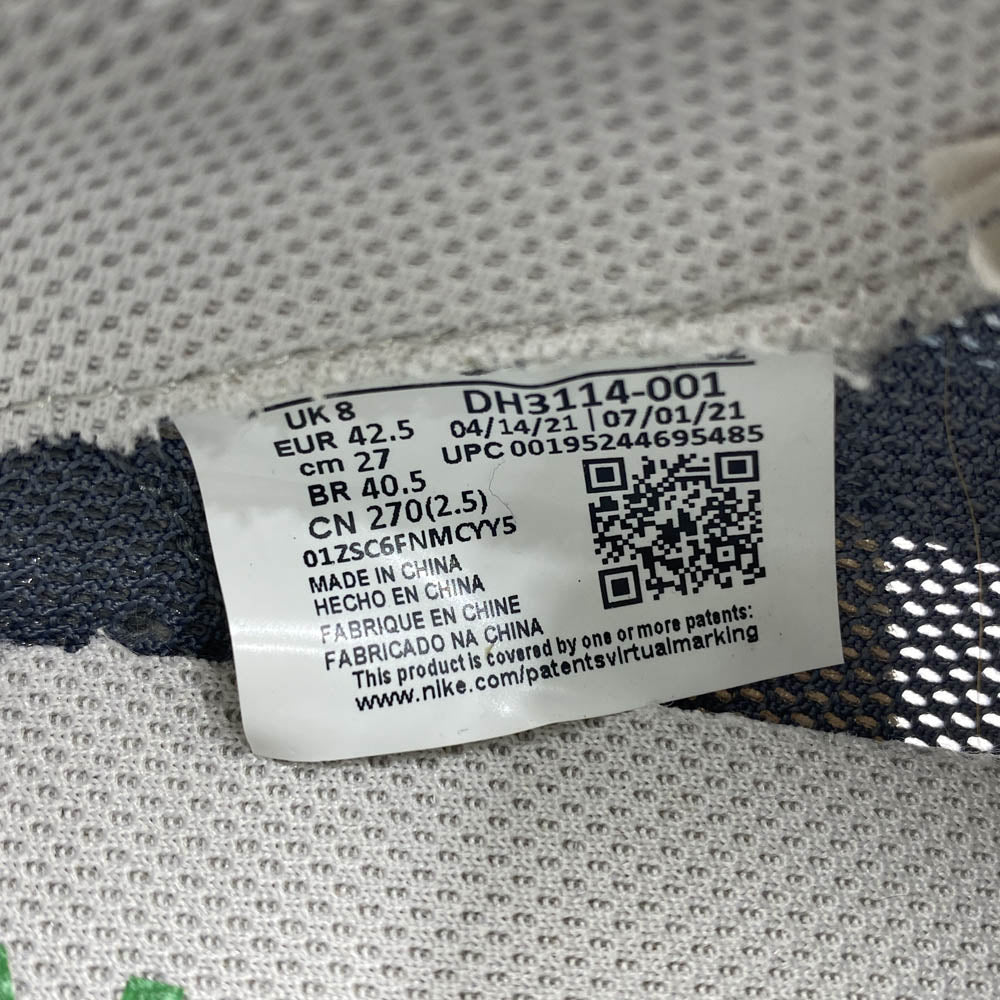 UK 8
EUR 42.5
cm 27
BR 40.5
CN 270(2.5)
01ZSC6FNMCYY5
MADE IN CHINA
HECHO EN CHINA
FABRIQUE EN CHINE
FABRICADO NA CHINA
DH3114-001
04/14/21 | 07/01/21
UPC 00195244695485
This product is covered by one or more patents:
www.nike.com/patentsvirtualmarking